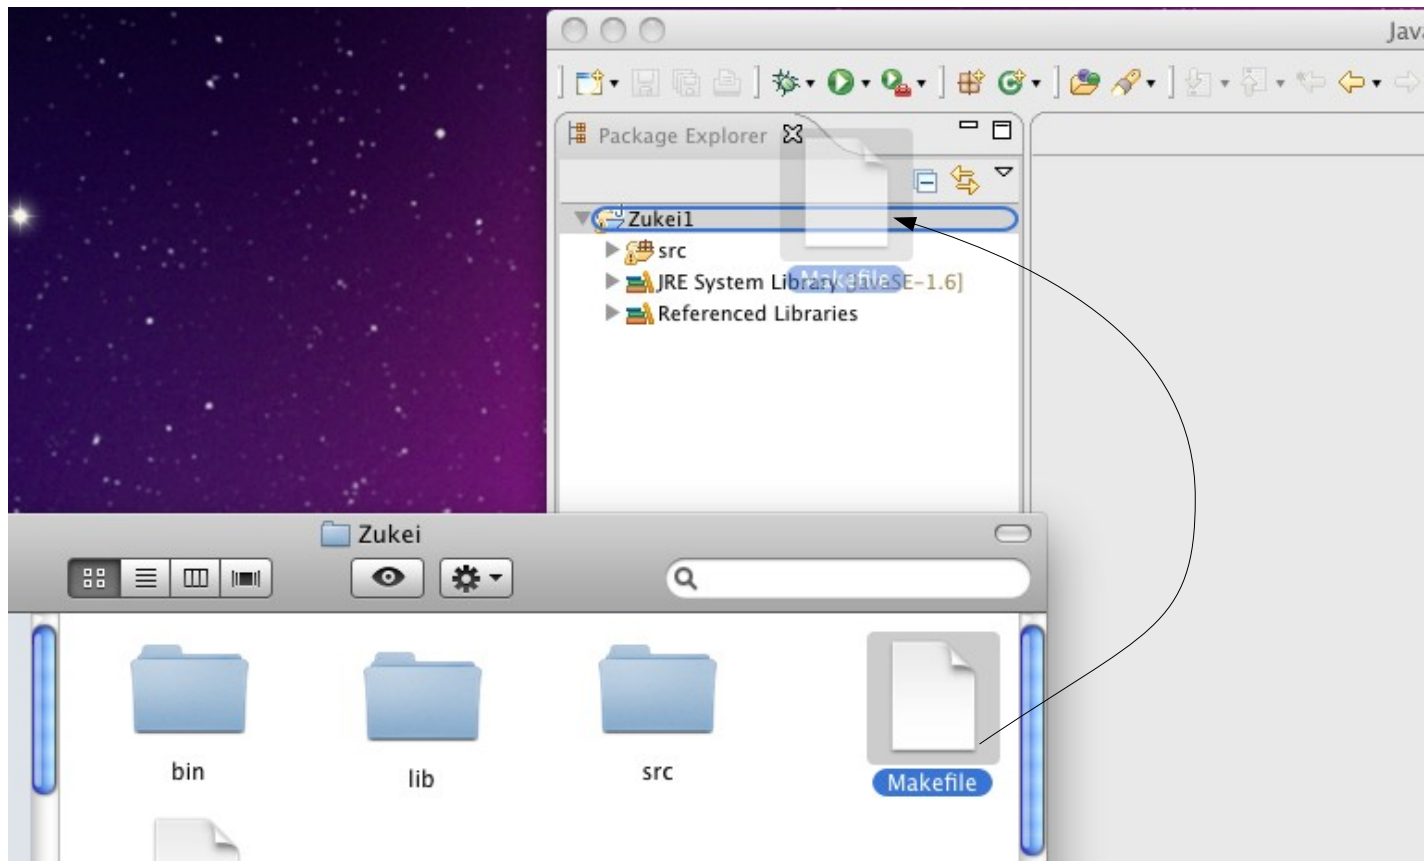 Java
Package Explorer
Zukei1
src
JRE System Library [JavaSE-1.6]
Makefile
Referenced Libraries
Zukei
bin
lib
src
Makefile